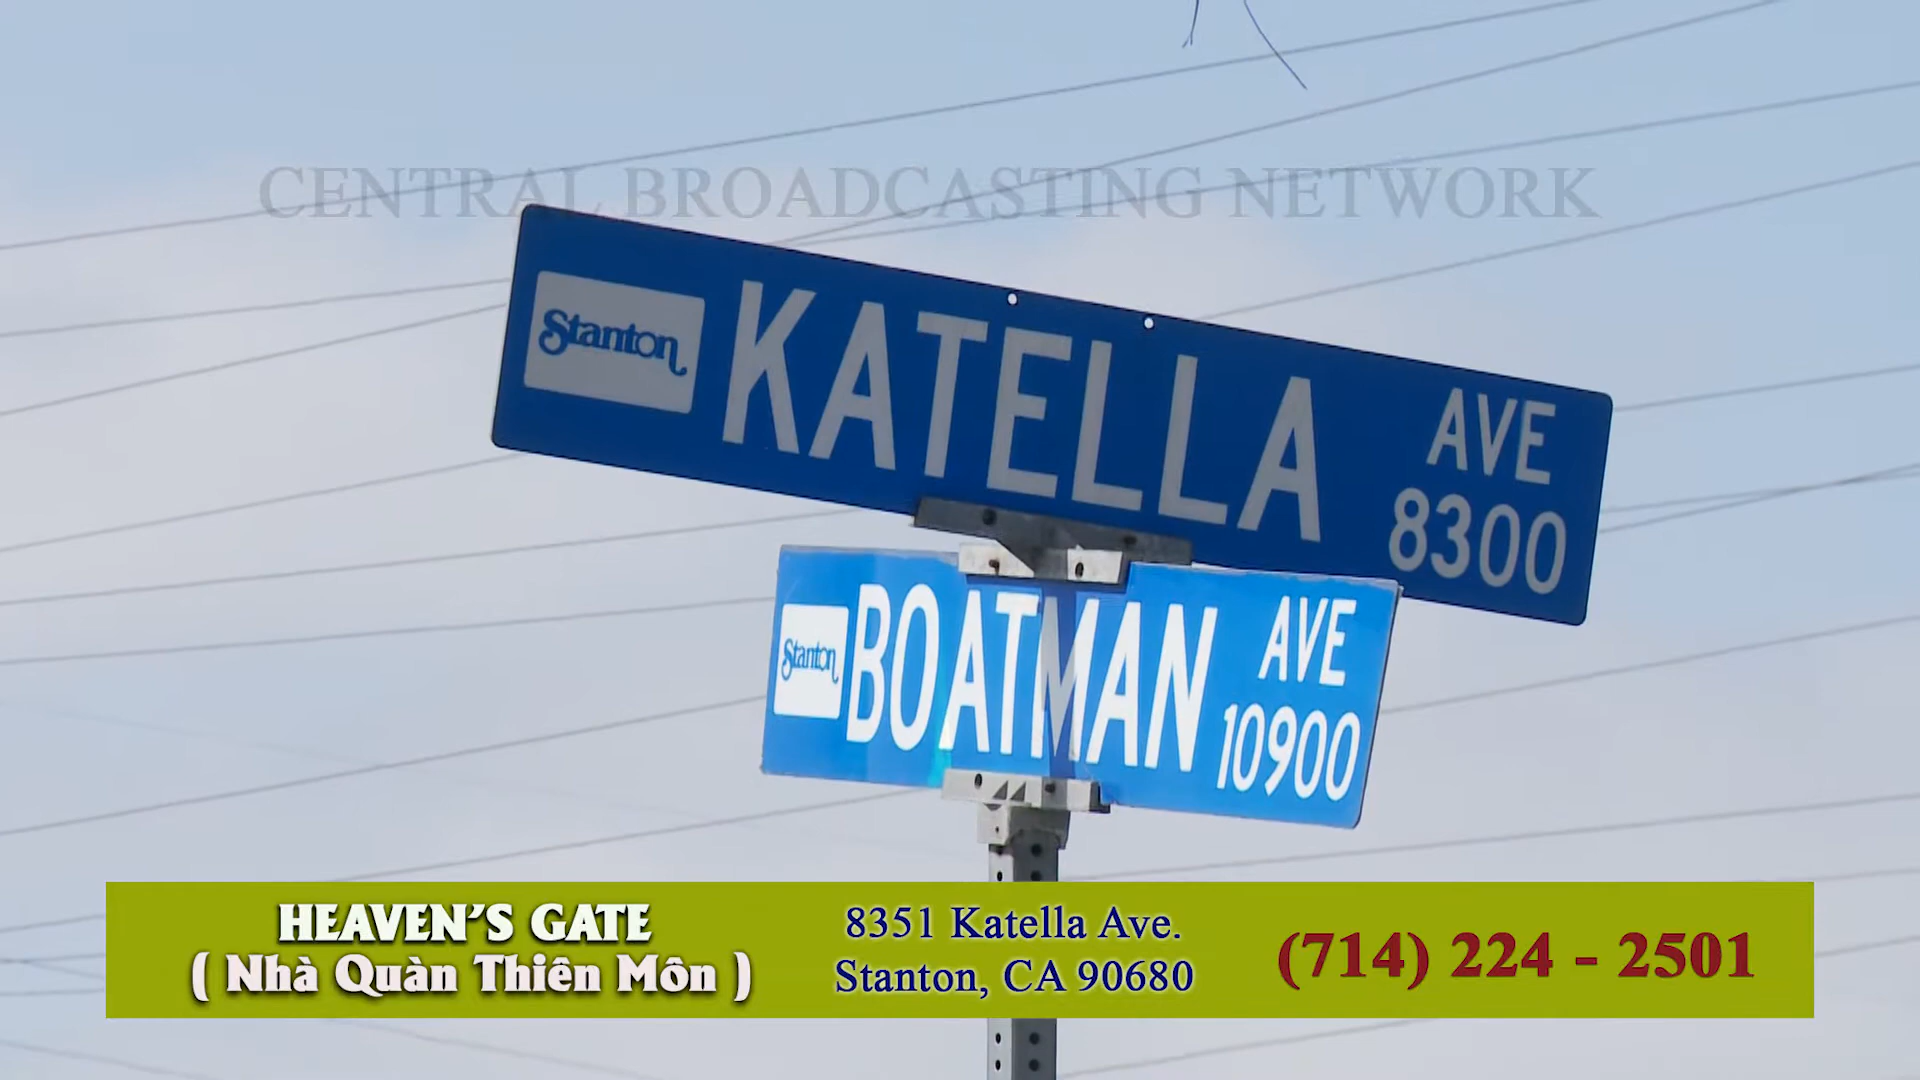 CENTRAL BROADCASTING NETWORK
Stanton
KATELLA AVE
8300
Stanton
BOATMAN AVE
10900
HEAVEN'S GATE
( Nhà Quàn Thiên Môn )
8351 Katella Ave.
Stanton, CA 90680
(714) 224 - 2501